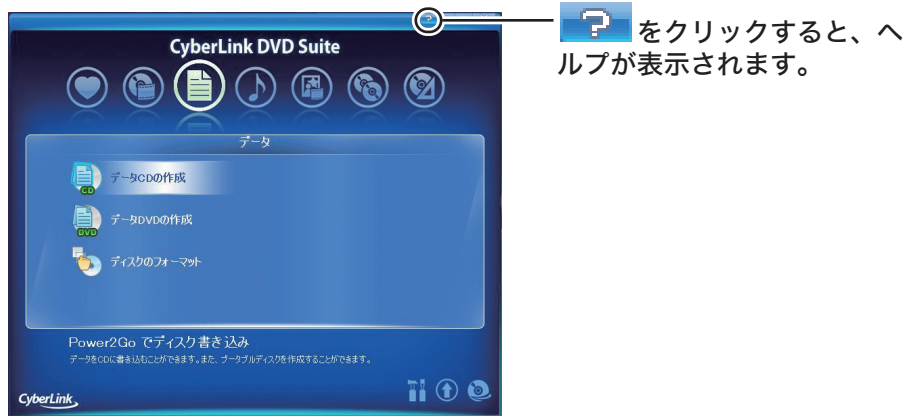 CyberLink DVD Suite
データ
データCDの作成
データDVDの作成
ディスクのフォーマット
Power2Go でディスク書き込み
データをCDに書き込むことができます。また、ブータブルディスクを作成することができます。
CyberLink
? をクリックすると、ヘ
ルプが表示されます。